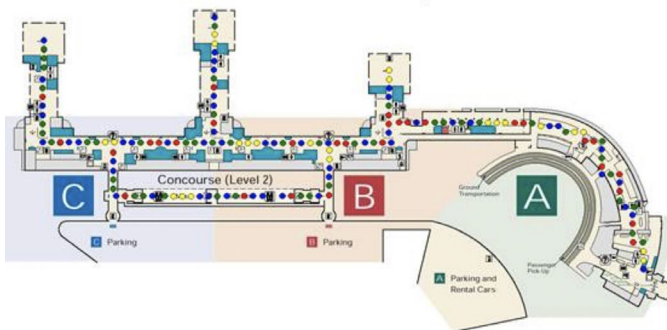 Concourse (Level 2)
C
B
A
Ground
Transportation
C Parking
B Parking
Passenger
Pick-Up
A Parking and
Rental Cars